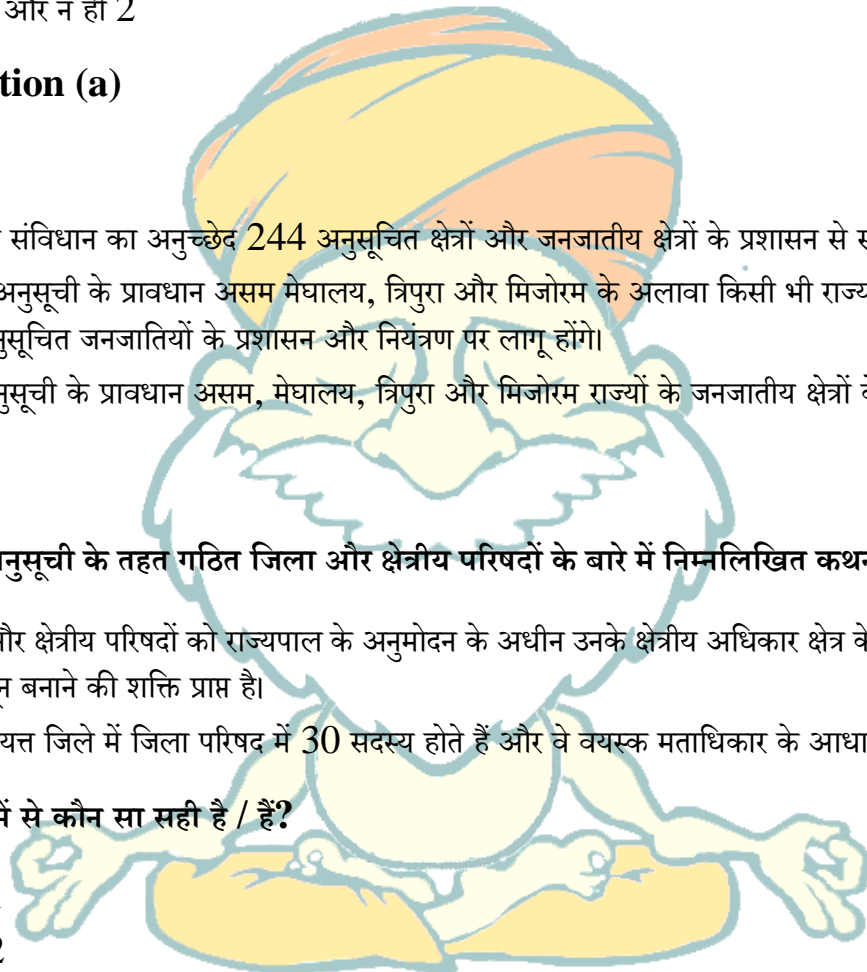 और न ही 2
tion (a)
संविधान का अनुच्छेद 244 अनुसूचित क्षेत्रों और जनजातीय क्षेत्रों के प्रशासन से
अनुसूची के प्रावधान असम मेघालय, त्रिपुरा और मिजोरम के अलावा किसी भी राज्य
नुसूचित जनजातियों के प्रशासन और नियंत्रण पर लागू होंगे।
नुसूची के प्रावधान असम, मेघालय, त्रिपुरा और मिजोरम राज्यों के जनजातीय क्षेत्रों
नुसूची के तहत गठित जिला और क्षेत्रीय परिषदों के बारे में निम्नलिखित कथन
और क्षेत्रीय परिषदों को राज्यपाल के अनुमोदन के अधीन उनके क्षेत्रीय अधिकार क्षेत्र के
न बनाने की शक्ति प्राप्त है।
यत्त जिले में जिला परिषद में 30 सदस्य होते हैं और वे वयस्क मताधिकार के आधा
में से कौन सा सही है / हैं?
2